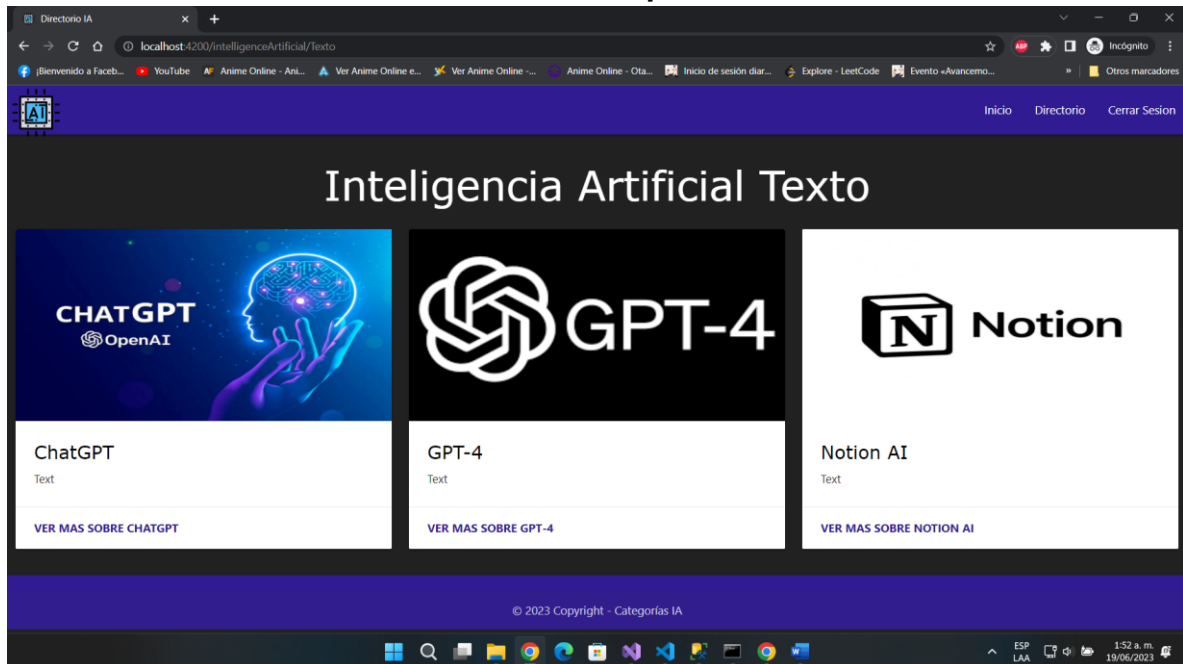 Directorio IA
localhost:4200/intelligenceArtificial/Texto
ABP
Incógnito
¡Bienvenido a Faceb...
YouTube
Anime Online - Ani...
Ver Anime Online e...
Ver Anime Online -...
Anime Online - Ota...
Inicio de sesión diar...
Explore - LeetCode
Evento «Avancemo...
»
Otros marcadores
AI
Inicio
Directorio
Cerrar Sesion
Inteligencia Artificial Texto
CHATGPT
OpenAI
GPT-4
N Notion
ChatGPT
Text
VER MAS SOBRE CHATGPT
GPT-4
Text
VER MAS SOBRE GPT-4
Notion AI
Text
VER MAS SOBRE NOTION AI
© 2023 Copyright - Categorías IA
ESP
LAA
1:52 a. m.
19/06/2023